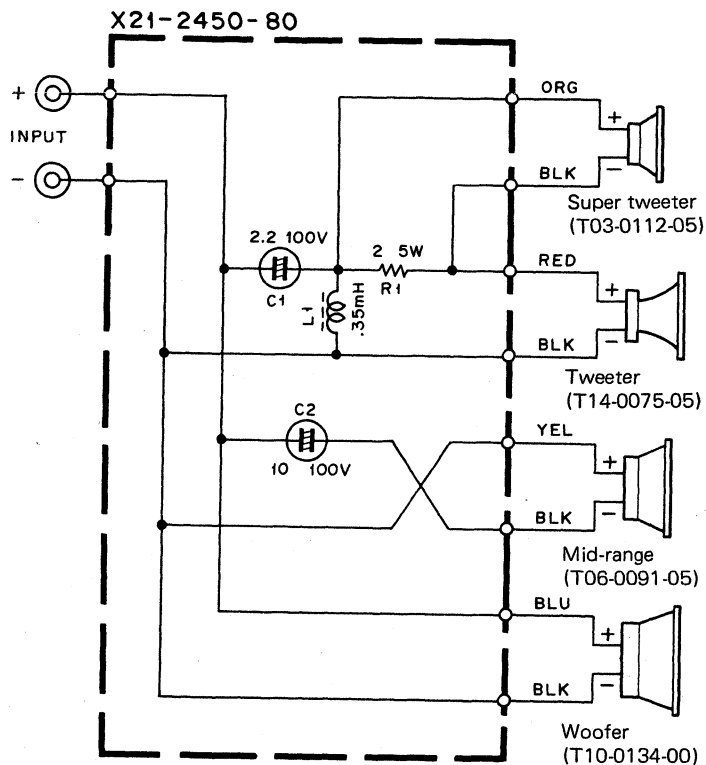 X21-2450-80
+
INPUT
-
ORG
+
BLK
-
Super tweeter
(T03-0112-05)
2.2 100V
C1
2 5W
R1
L1
.35mH
RED
+
BLK
-
Tweeter
(T14-0075-05)
C2
10 100V
YEL
+
BLK
-
Mid-range
(T06-0091-05)
BLU
+
BLK
-
Woofer
(T10-0134-00)